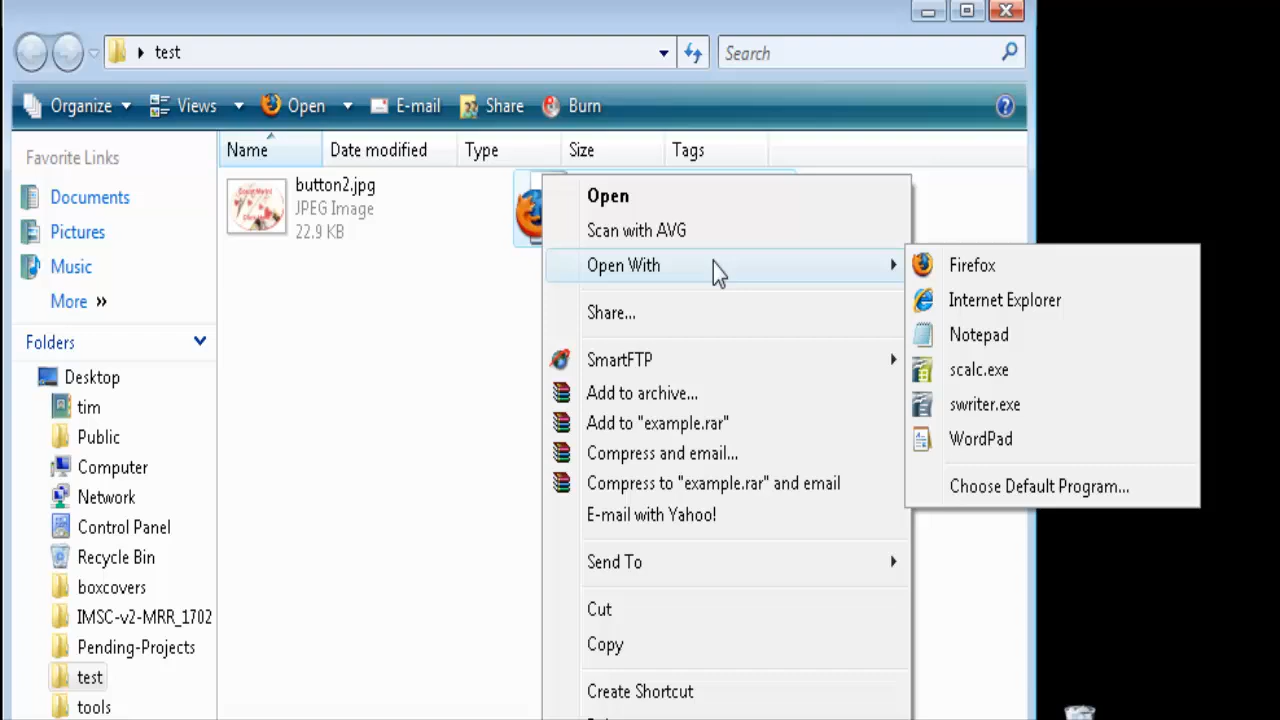 test
Search
Organize
Views
Open
E-mail
Share
Burn
Favorite Links
Documents
Pictures
Music
More »
Folders
Desktop
tim
Public
Computer
Network
Control Panel
Recycle Bin
boxcovers
IMSC-v2-MRR_1702
Pending-Projects
test
tools
Name
Date modified
Type
Size
Tags
button2.jpg
JPEG Image
22.9 KB
Open
Scan with AVG
Open With
Share...
SmartFTP
Add to archive...
Add to "example.rar"
Compress and email...
Compress to "example.rar" and email
E-mail with Yahoo!
Send To
Cut
Copy
Create Shortcut
Firefox
Internet Explorer
Notepad
scalc.exe
swriter.exe
WordPad
Choose Default Program...